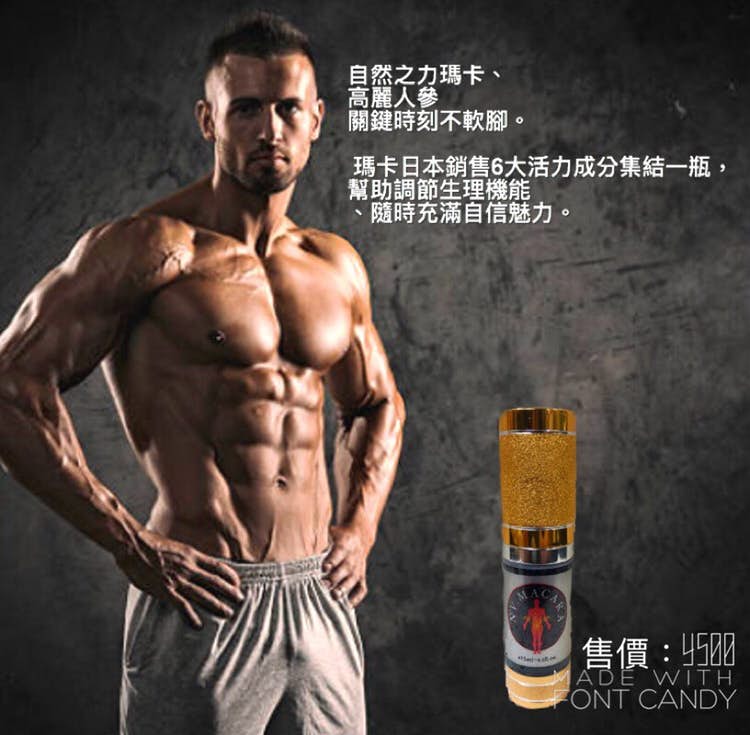 自然之力瑪卡、
高麗人參
關鍵時刻不軟腳。
瑪卡日本銷售6大活力成分集結一瓶，
幫助調節生理機能
、隨時充滿自信魅力。
NV MACARA
售價：4500
MADE WITH
FONT CANDY